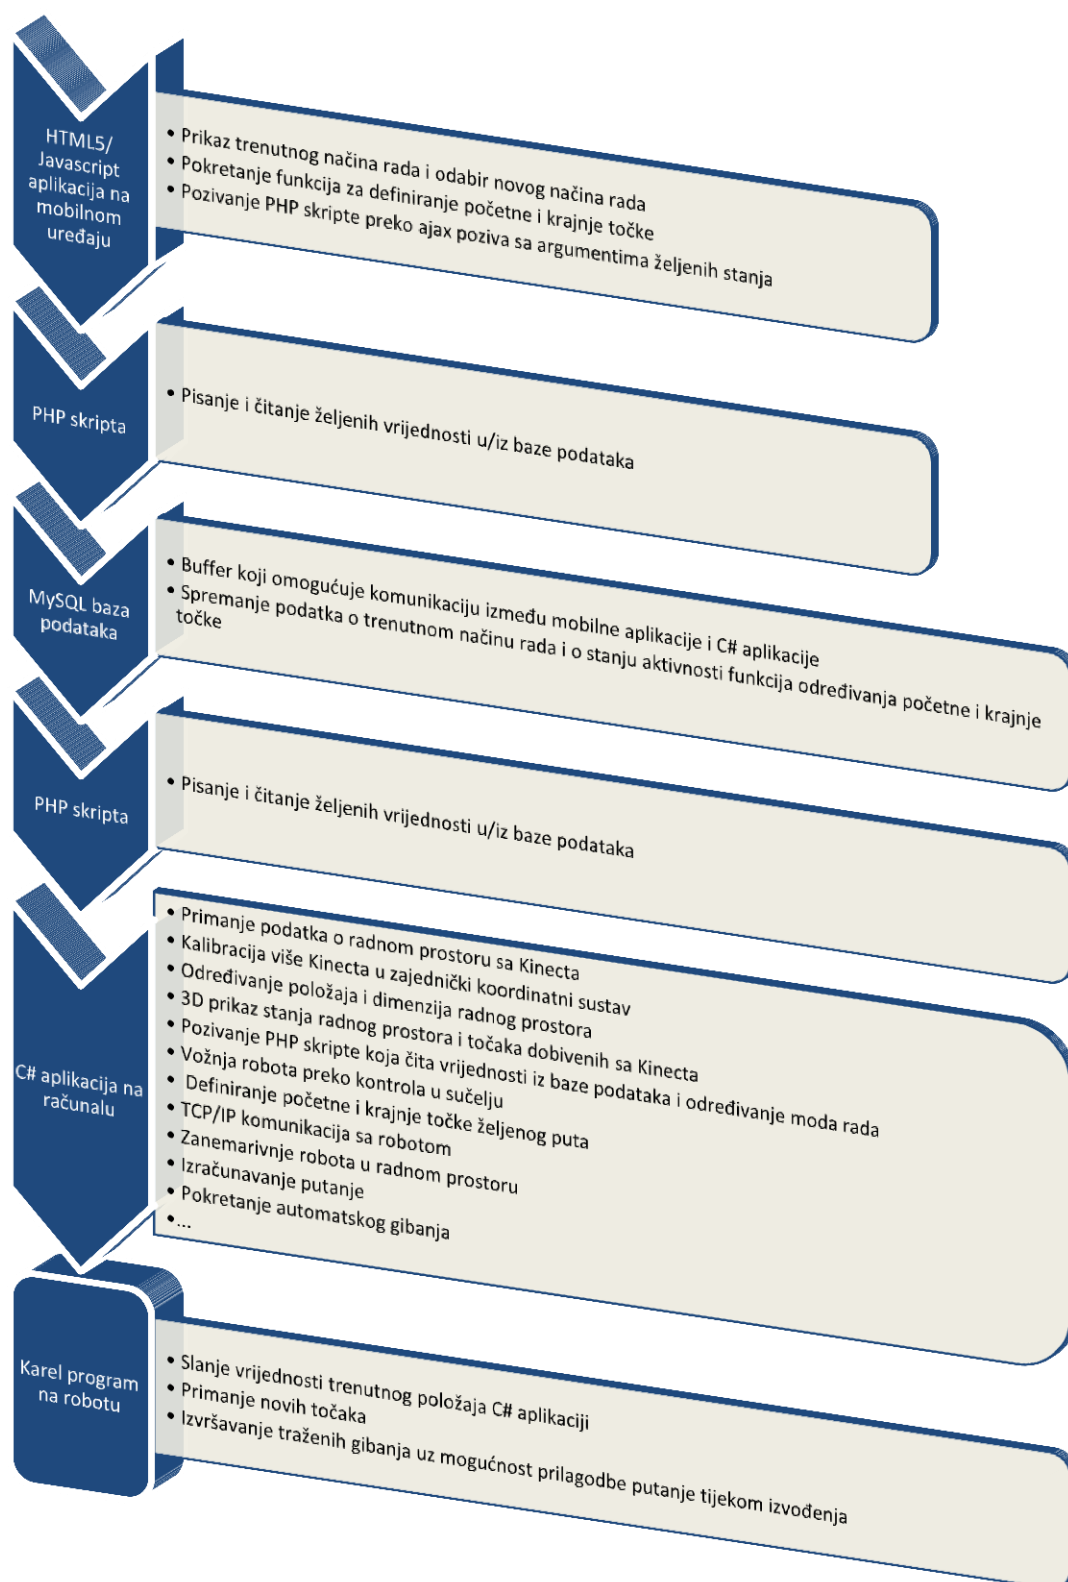 HTML5/
Javascript
aplikacija na
mobilnom
uređaju
• Prikaz trenutnog načina rada i odabir novog načina rada
• Pokretanje funkcija za definiranje početne i krajnje točke
• Pozivanje PHP skripte preko ajax poziva sa argumentima željenih stanja
PHP skripta
• Pisanje i čitanje željenih vrijednosti u/iz baze podataka
MySQL baza
podataka
• Buffer koji omogućuje komunikaciju između mobilne aplikacije i C# aplikacije
• Spremanje podatka o trenutnom načinu rada i o stanju aktivnosti funkcija određivanja početne i krajnje
točke
PHP skripta
• Pisanje i čitanje željenih vrijednosti u/iz baze podataka
C# aplikacija na
računalu
• Primanje podatka o radnom prostoru sa Kinecta
• Kalibracija više Kinecta u zajednički koordinatni sustav
• Određivanje položaja i dimenzija radnog prostora
• 3D prikaz stanja radnog prostora i točaka dobivenih sa Kinecta
• Pozivanje PHP skripte koja čita vrijednosti iz baze podataka i određivanje moda rada
• Vožnja robota preko kontrola u sučelju
• Definiranje početne i krajnje točke željenog puta
• TCP/IP komunikacija sa robotom
• Zanemarivnje robota u radnom prostoru
• Izračunavanje putanje
• Pokretanje automatskog gibanja
•...
Karel program
na robotu
• Slanje vrijednosti trenutnog položaja C# aplikaciji
• Primanje novih točaka
• Izvršavanje traženih gibanja uz mogućnost prilagodbe putanje tijekom izvođenja